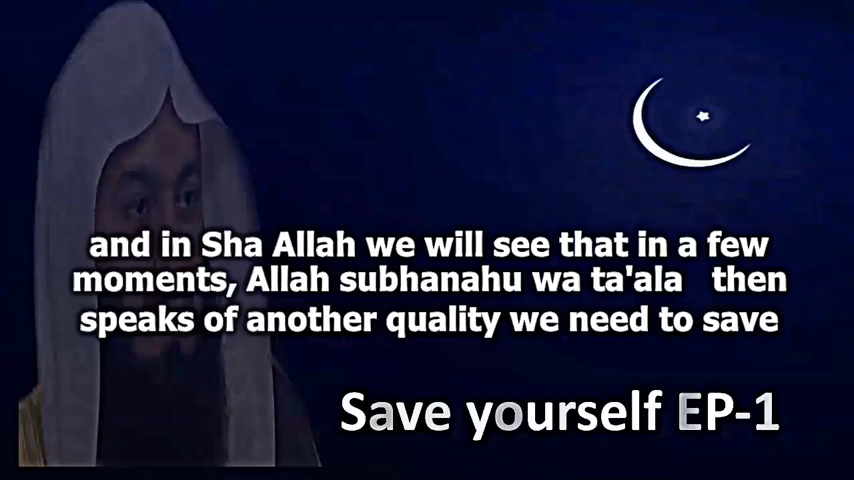 and in Sha Allah we will see that in a few
moments, Allah subhanahu wa ta'ala then
speaks of another quality we need to save
Save yourself EP-1